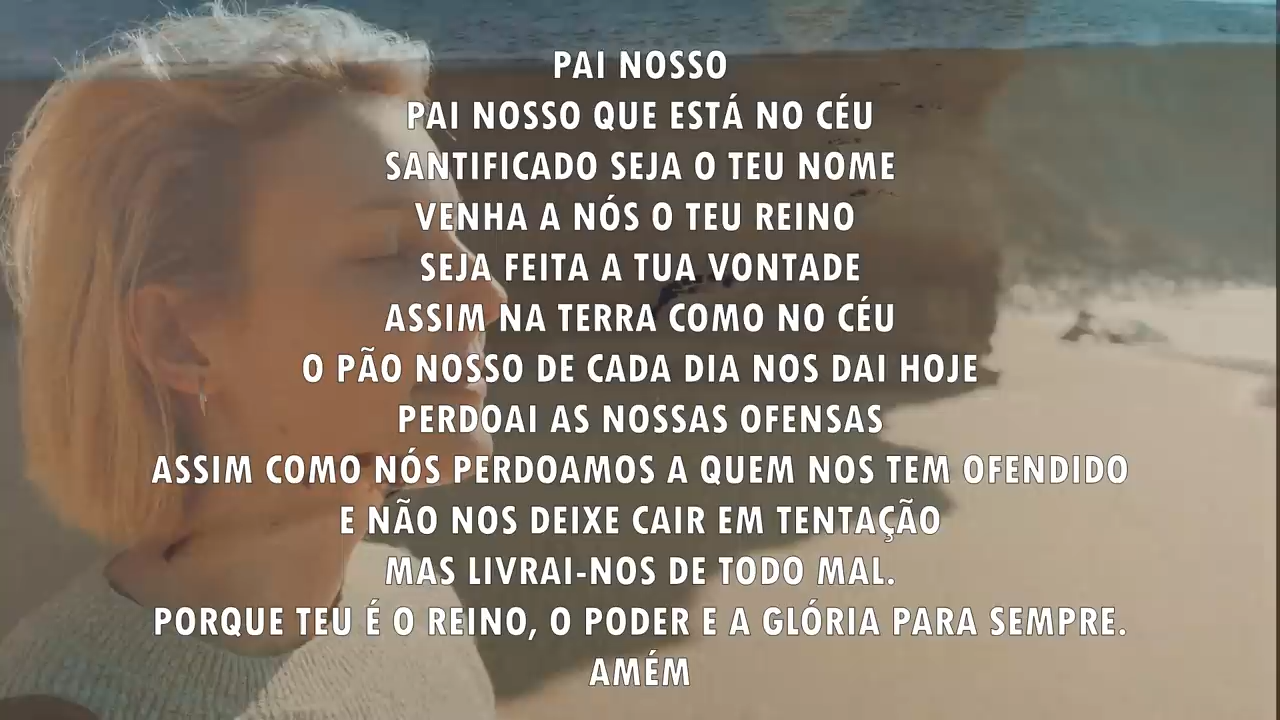 PAI NOSSO
PAI NOSSO QUE ESTÁ NO CÉU
SANTIFICADO SEJA O TEU NOME
VENHA A NÓS O TEU REINO
SEJA FEITA A TUA VONTADE
ASSIM NA TERRA COMO NO CÉU
O PÃO NOSSO DE CADA DIA NOS DAI HOJE
PERDOAI AS NOSSAS OFENSAS
ASSIM COMO NÓS PERDOAMOS A QUEM NOS TEM OFENDIDO
E NÃO NOS DEIXE CAIR EM TENTAÇÃO
MAS LIVRAI-NOS DE TODO MAL.
PORQUE TEU É O REINO, O PODER E A GLÓRIA PARA SEMPRE.
AMÉM